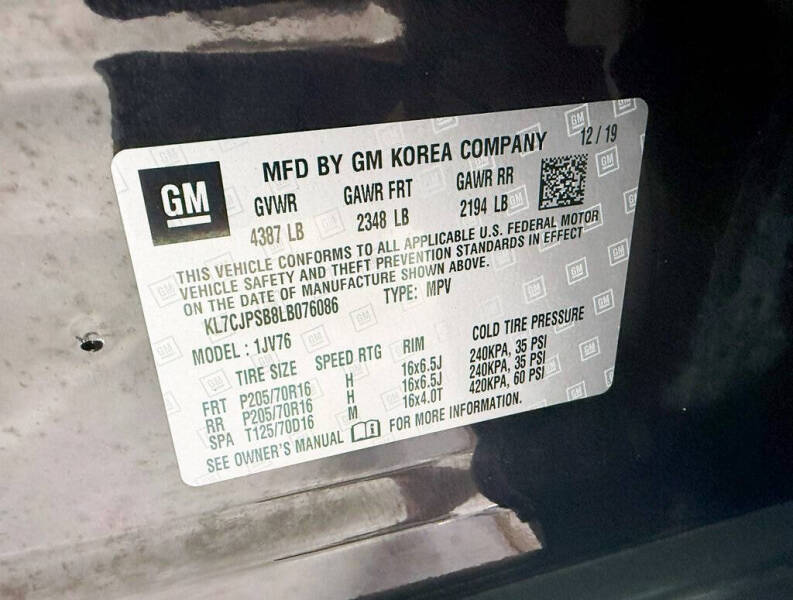 GM
MFD BY GM KOREA COMPANY 12 / 19
GVWR GAWR FRT GAWR RR
4387 LB 2348 LB 2194 LB
THIS VEHICLE CONFORMS TO ALL APPLICABLE U.S. FEDERAL MOTOR
VEHICLE SAFETY AND THEFT PREVENTION STANDARDS IN EFFECT
ON THE DATE OF MANUFACTURE SHOWN ABOVE.
KL7CJPSB8LB076086 TYPE: MPV
MODEL : 1JV76
TIRE SIZE SPEED RTG RIM COLD TIRE PRESSURE
FRT P205/70R16 H 16x6.5J 240KPA, 35 PSI
RR P205/70R16 H 16x6.5J 240KPA, 35 PSI
SPA T125/70D16 M 16x4.0T 420KPA, 60 PSI
SEE OWNER'S MANUAL FOR MORE INFORMATION.